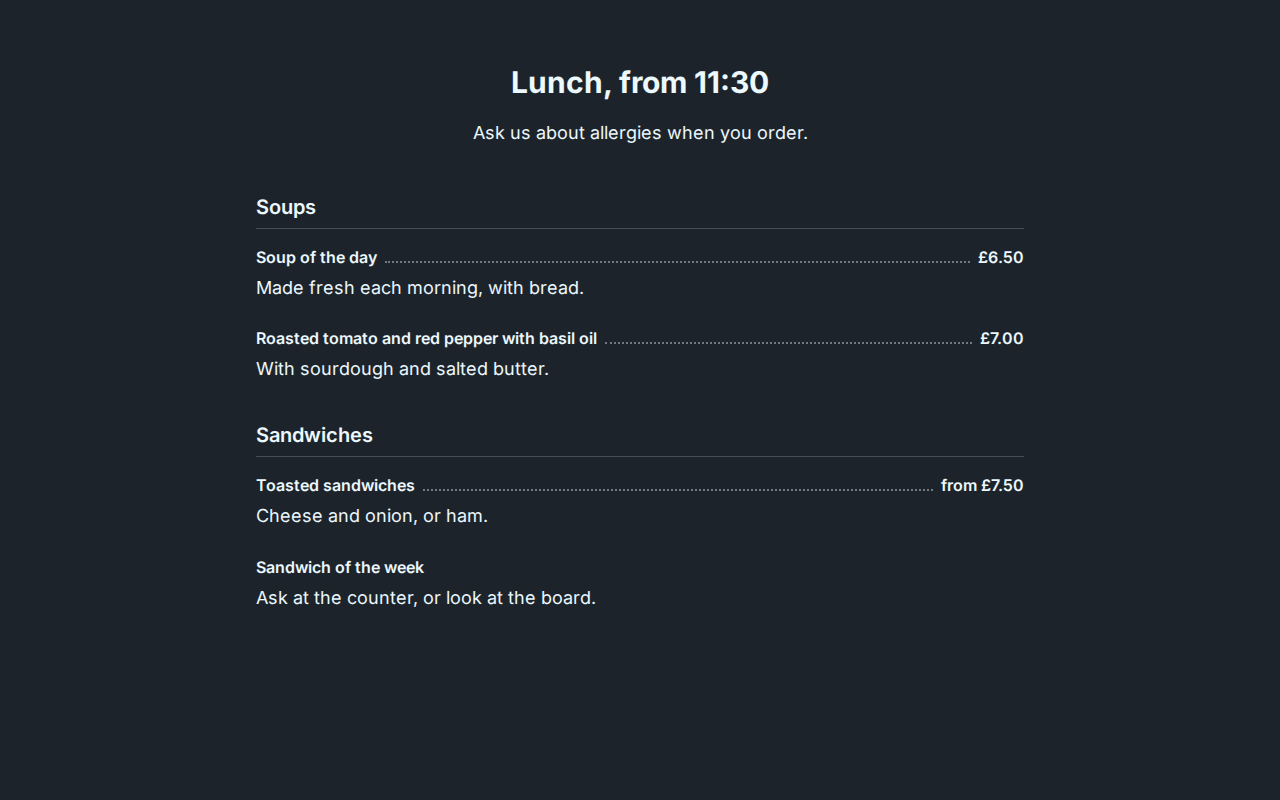 Lunch, from 11:30
Ask us about allergies when you order.
Soups
Soup of the day £6.50
Made fresh each morning, with bread.
Roasted tomato and red pepper with basil oil £7.00
With sourdough and salted butter.
Sandwiches
Toasted sandwiches from £7.50
Cheese and onion, or ham.
Sandwich of the week
Ask at the counter, or look at the board.